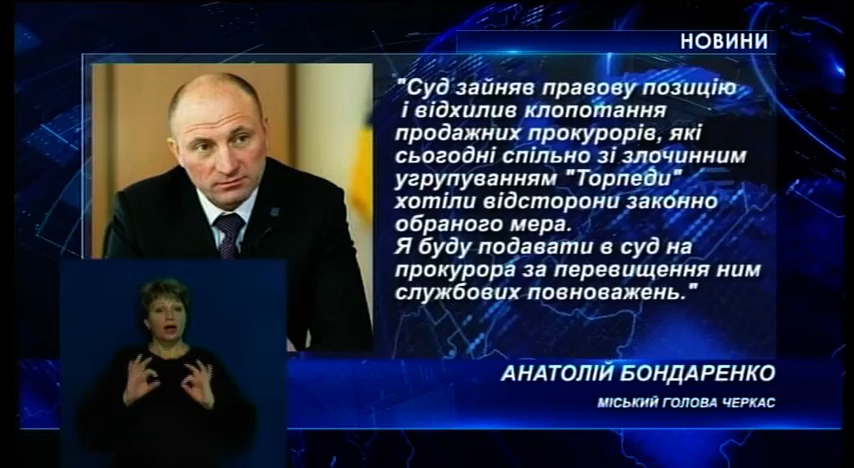 НОВИНИ
"Суд зайняв правову позицію
і відхилив клопотання
продажних прокурорів, які
сьогодні спільно зі злочинним
угрупуванням "Торпеди"
хотіли відсторони законно
обраного мера.
Я буду подавати в суд на
прокурора за перевищення ним
службових повноважень."
АНАТОЛІЙ БОНДАРЕНКО
МІСЬКИЙ ГОЛОВА ЧЕРКАС